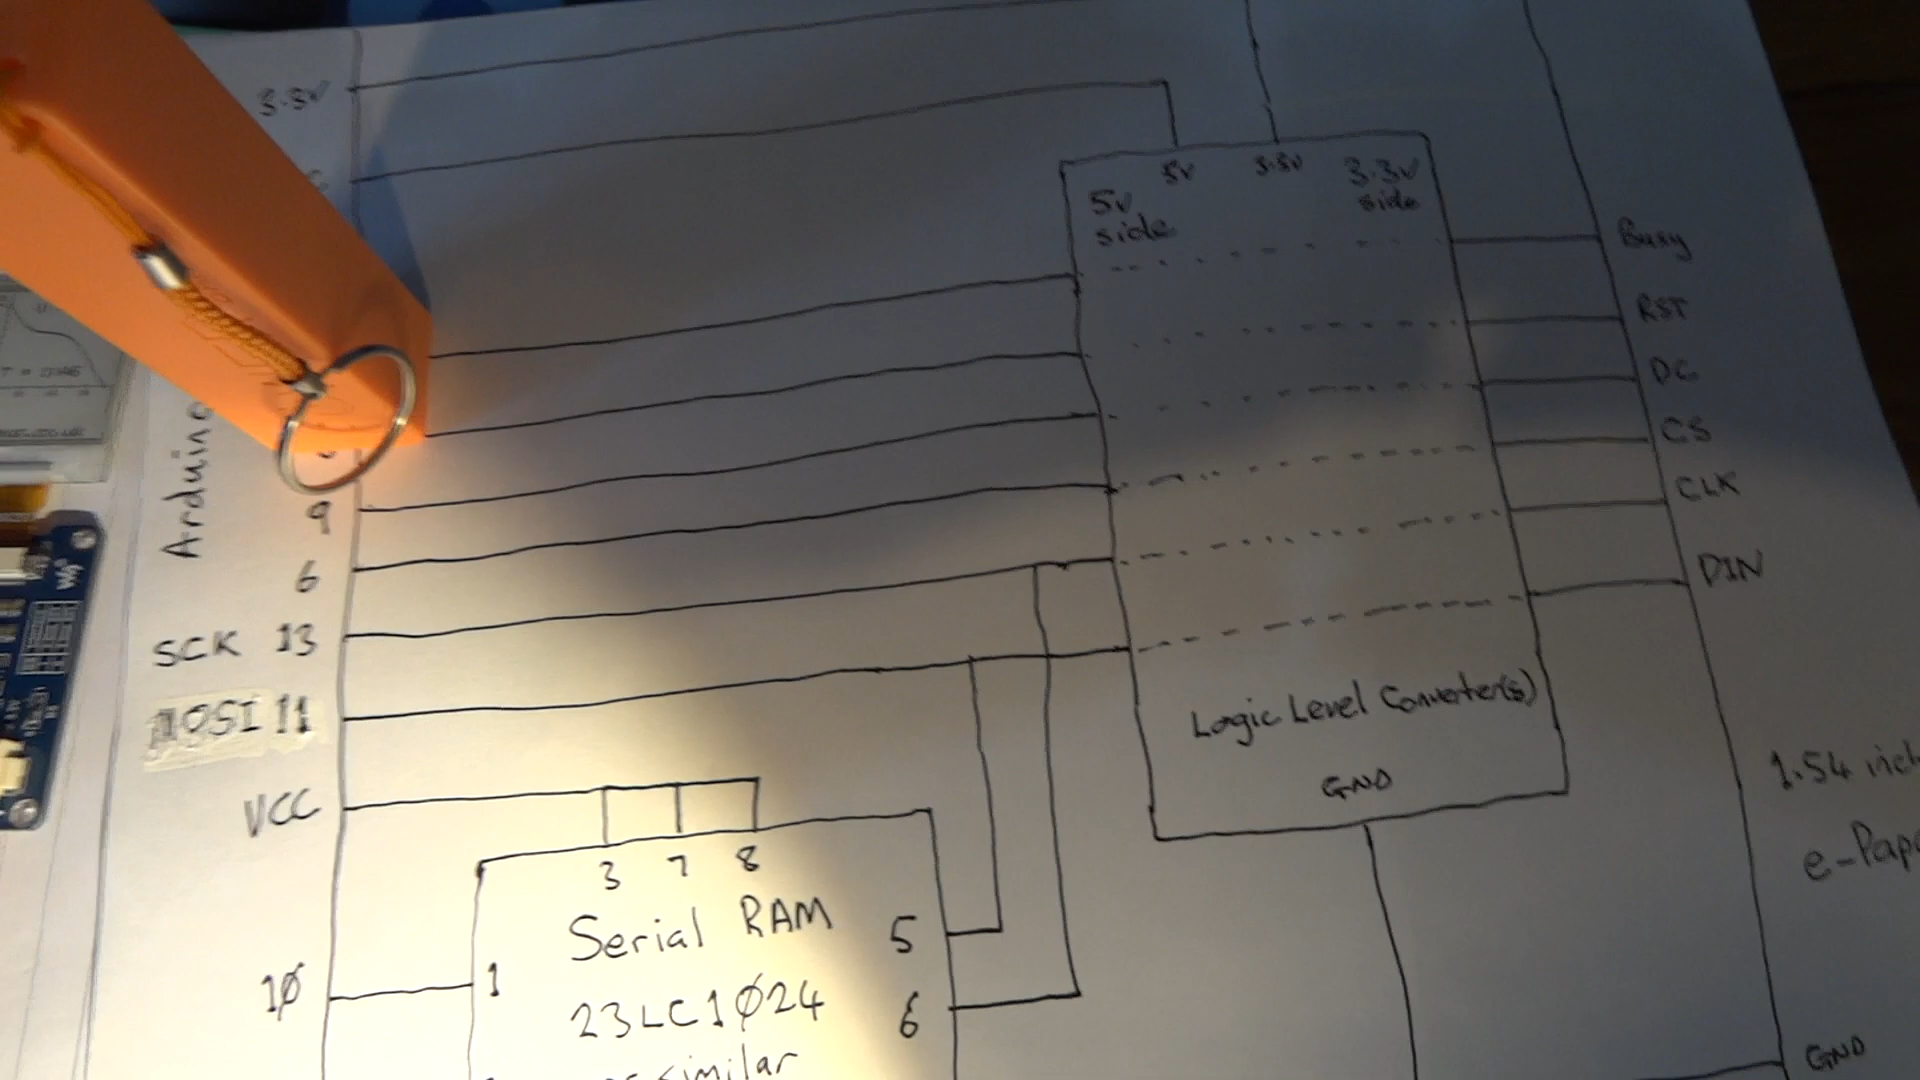 3.3V
5V
3.3V
3.3V
side
5V
side
Busy
RST
DC
CS
CLK
DIN
Arduino
9
6
SCK 13
MOSI 11
VCC
Logic Level Converter(s)
GND
1.54 inch
e-Pap
3 7 8
Serial RAM
5
10
1
23LC1024
6
similar
GND